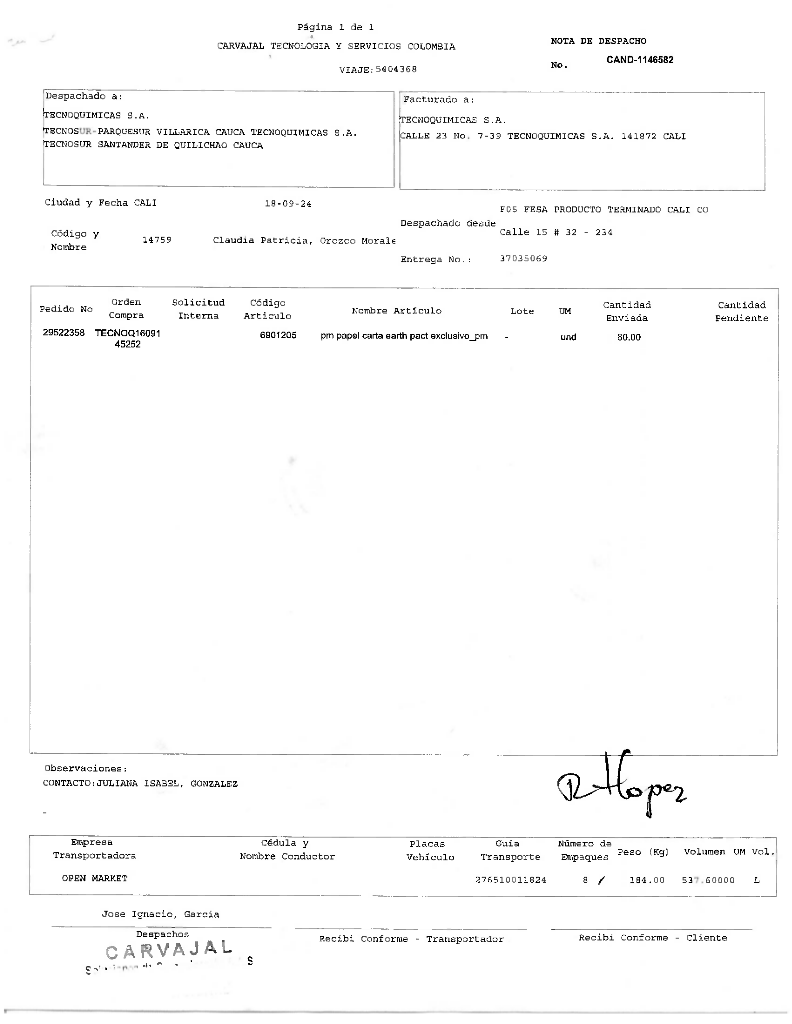 Página 1 de 1
CARVAJAL TECNOLOGIA Y SERVICIOS COLOMBIA
NOTA DE DESPACHO
VIAJE:5404368
No. CAND-1146582
Despachado a:
TECNOQUIMICAS S.A.
TECNOSUR-PARQUESUR VILLARICA CAUCA TECNOQUIMICAS S.A.
TECNOSUR SANTANDER DE QUILICHAO CAUCA
Facturado a:
TECNOQUIMICAS S.A.
CALLE 23 No. 7-39 TECNOQUIMICAS S.A. 141872 CALI
Ciudad y Fecha CALI 18-09-24
Código y Nombre 14759 Claudia Patricia, Orozco Morale
Despachado desde F05 FESA PRODUCTO TERMINADO CALI CO
Calle 15 # 32 - 234
Entrega No.: 37035069
Pedido No Orden Compra Solicitud Interna Código Artículo Nombre Artículo Lote UM Cantidad Enviada Cantidad Pendiente
29522358 TECNOQ16091 6901205 pm papel carta earth pact exclusivo_pm - und 80.00
45252
Observaciones:
CONTACTO:JULIANA ISABEL, GONZALEZ
-
Empresa Transportadora Cédula y Nombre Conductor Placas Vehículo Guía Transporte Número de Empaques Peso (Kg) Volumen UM Vol.
OPEN MARKET 276510011824 8 / 184.00 537.60000 L
Jose Ignacio, Garcia
Despachos
Recibi Conforme - Transportador
Recibi Conforme - Cliente
CARVAJAL